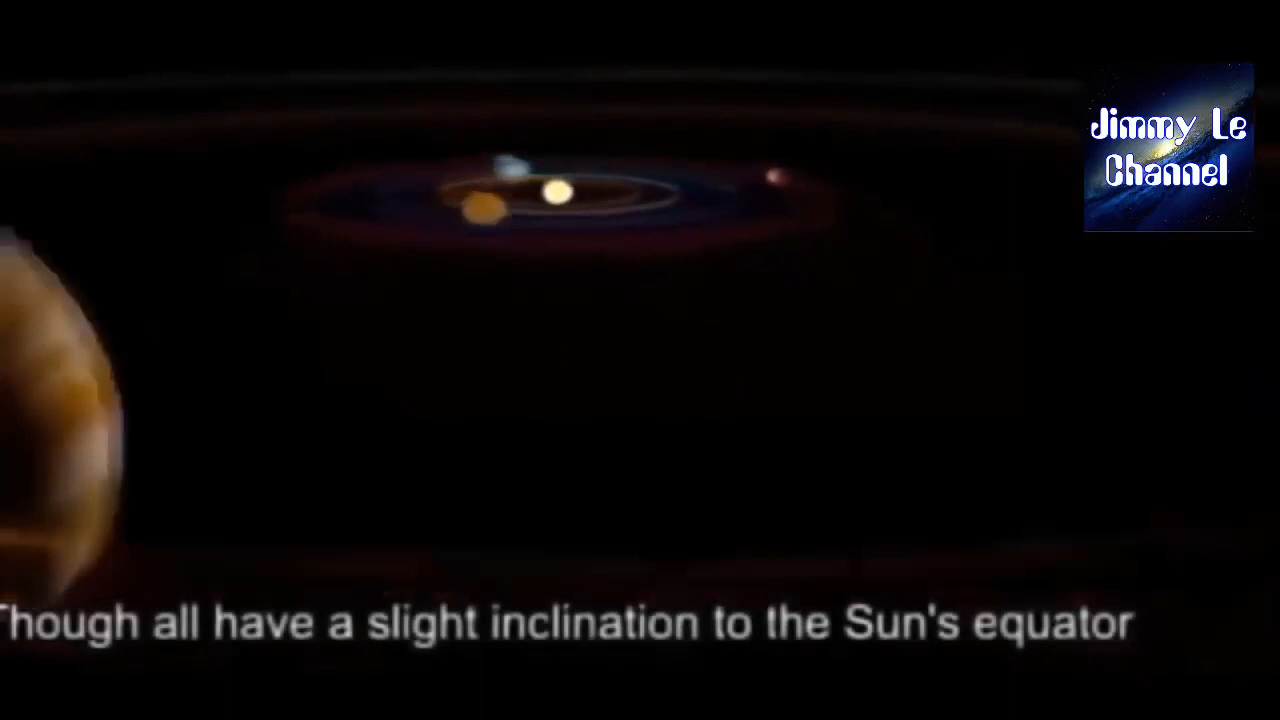 Jimmy Le
Channel
Though all have a slight inclination to the Sun's equator